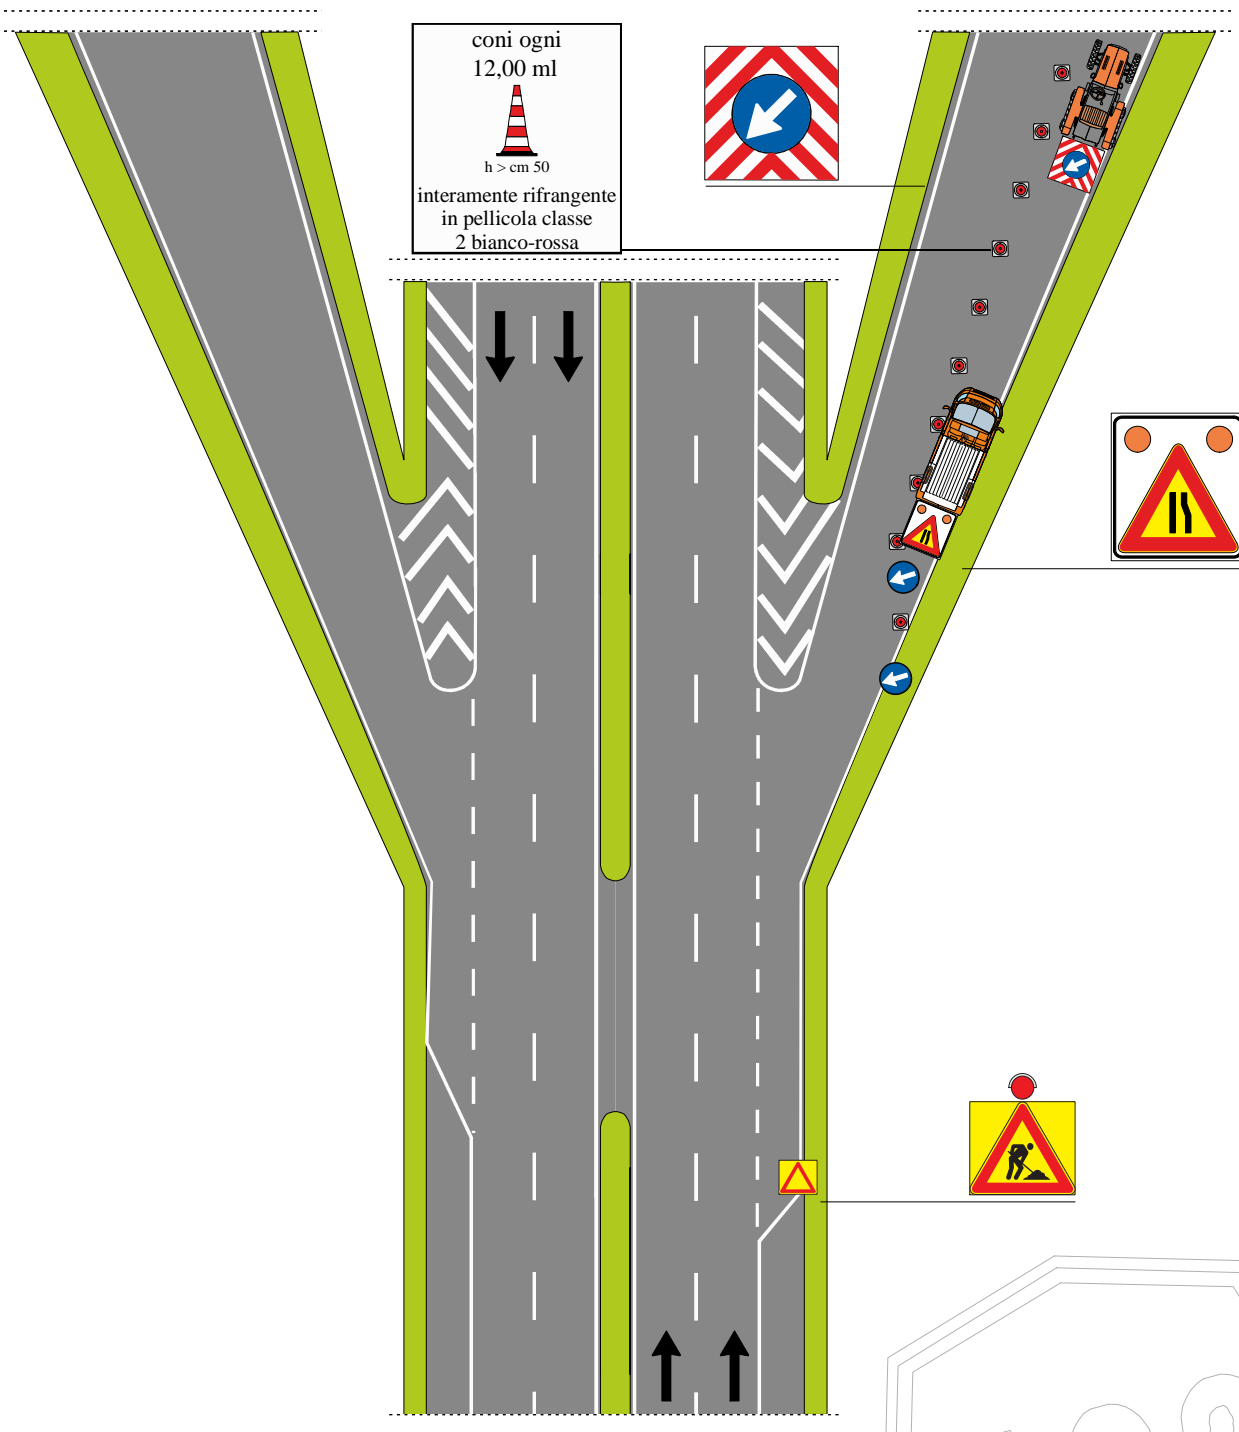 coni ogni
12,00 ml
h > cm 50
interamente rifrangente
in pellicola classe
2 bianco-rossa